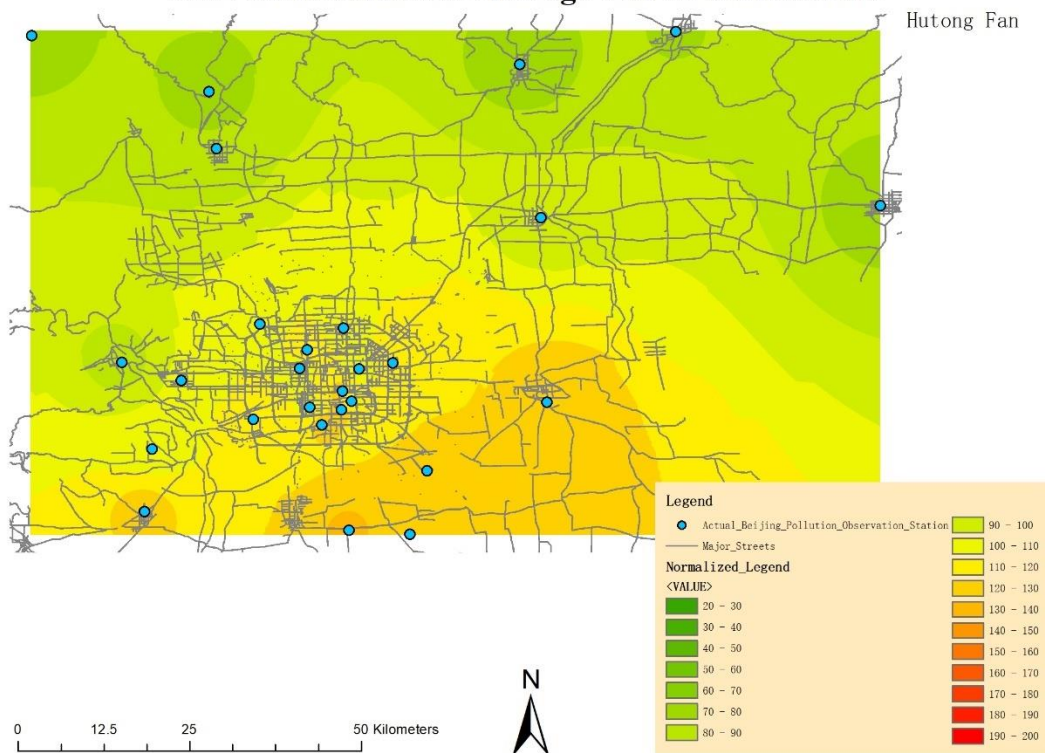 Hutong Fan
Legend
Actual_Beijing_Pollution_Observation_Station
Major_Streets
Normalized_Legend
<VALUE>
20 - 30
30 - 40
40 - 50
50 - 60
60 - 70
70 - 80
80 - 90
90 - 100
100 - 110
110 - 120
120 - 130
130 - 140
140 - 150
150 - 160
160 - 170
170 - 180
180 - 190
190 - 200
N
0 12.5 25 50 Kilometers